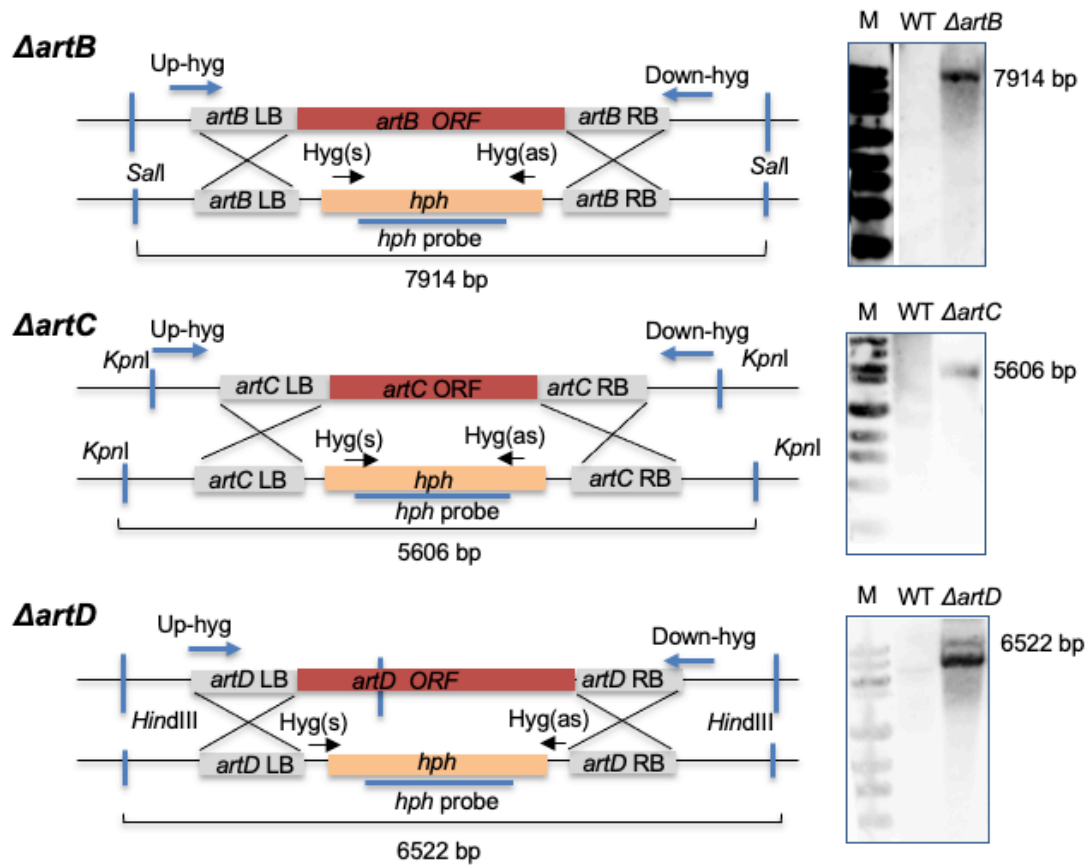 ΔartB
Up-hyg
Down-hyg
artB LB
artB ORF
artB RB
SalI
Hyg(s)
Hyg(as)
SalI
artB LB
hph
artB RB
hph probe
7914 bp
M WT ΔartB
7914 bp
ΔartC
Up-hyg
Down-hyg
KpnI
KpnI
artC LB
artC ORF
artC RB
KpnI
Hyg(s)
Hyg(as)
KpnI
artC LB
hph
artC RB
hph probe
5606 bp
M WT ΔartC
5606 bp
ΔartD
Up-hyg
Down-hyg
artD LB
artD ORF
artD RB
HindIII
Hyg(s)
Hyg(as)
HindIII
artD LB
hph
artD RB
hph probe
6522 bp
M WT ΔartD
6522 bp